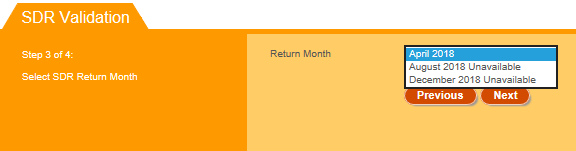 SDR Validation
Step 3 of 4:
Select SDR Return Month
Return Month
April 2018
August 2018 Unavailable
December 2018 Unavailable
Previous
Next